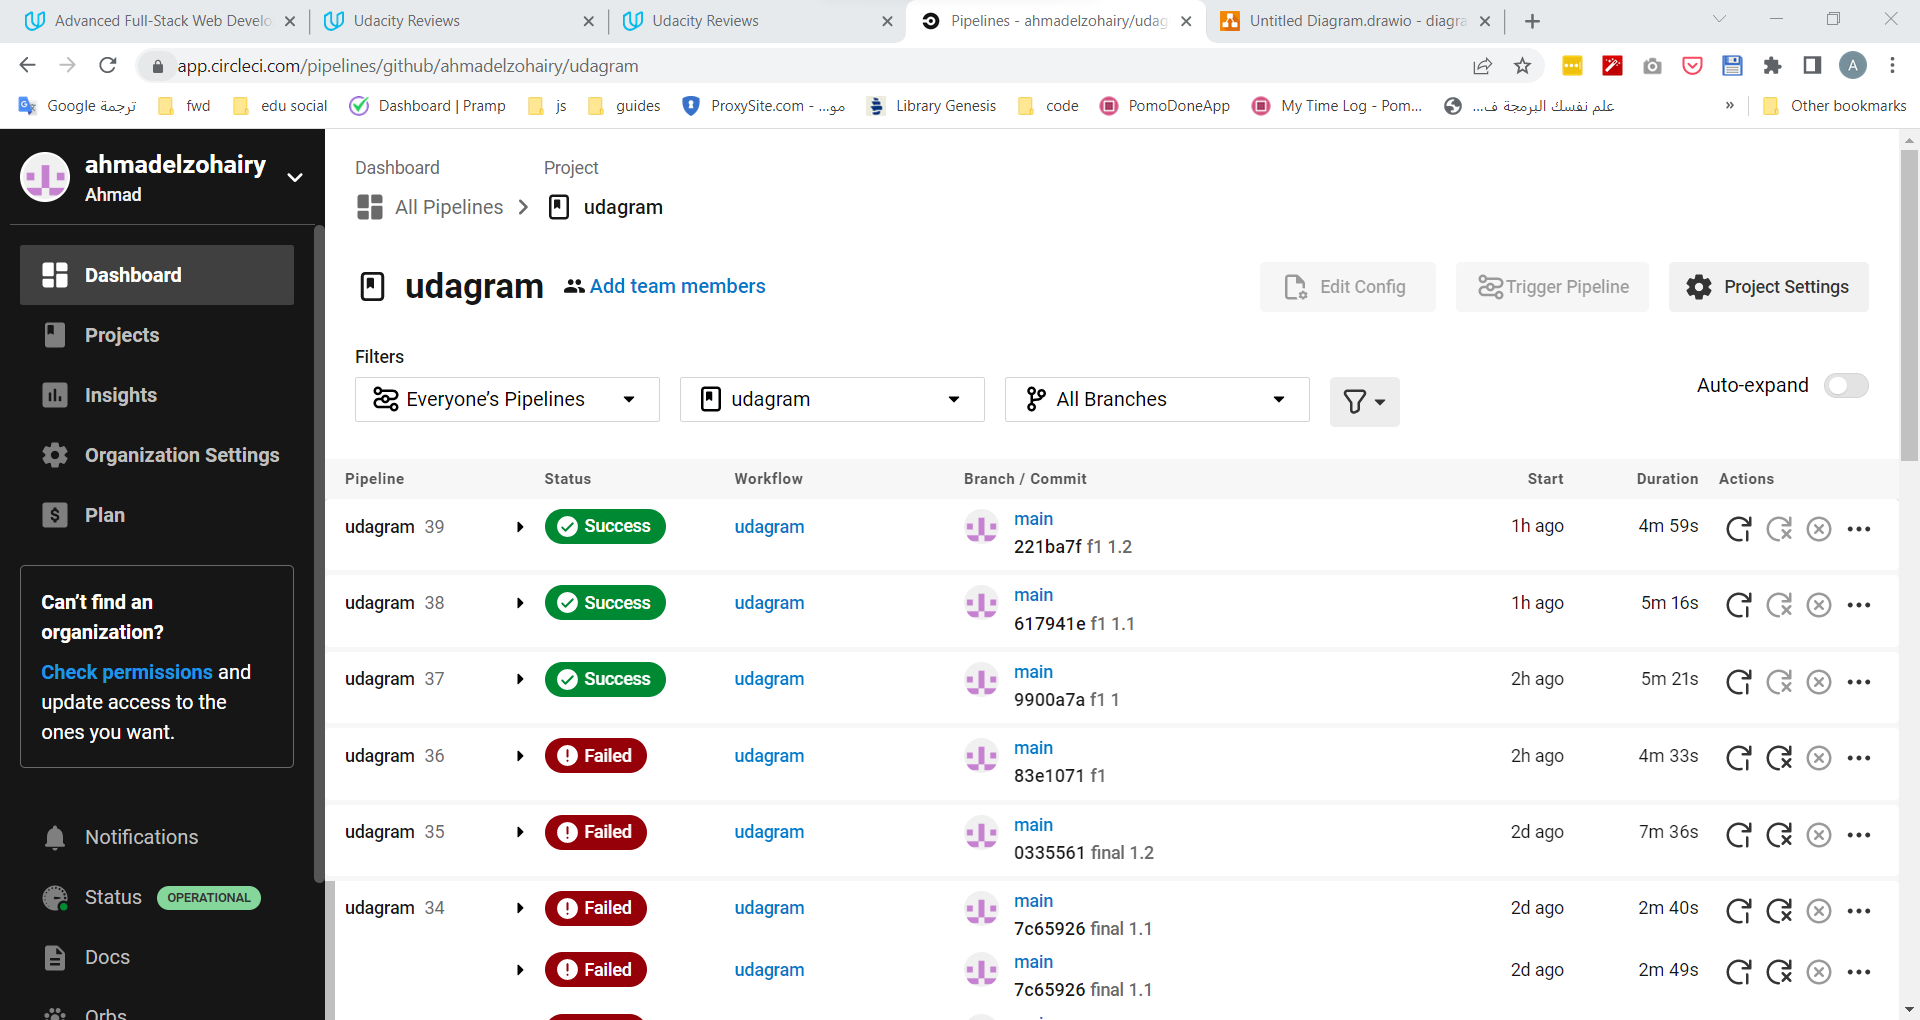 Advanced Full-Stack Web Develo
Udacity Reviews
Udacity Reviews
Pipelines - ahmadelzohairy/udag
Untitled Diagram.drawio - diagra
app.circleci.com/pipelines/github/ahmadelzohairy/udagram
A
ترجمة Google
fwd
edu social
Dashboard | Pramp
js
guides
ProxySite.com - ...مو
Library Genesis
code
PomoDoneApp
My Time Log - Pom...
علم نفسك البرمجة ف...
»
Other bookmarks
ahmadelzohairy
Ahmad
Dashboard
Projects
Insights
Organization Settings
Plan
Can't find an
organization?
Check permissions and
update access to the
ones you want.
Notifications
Status OPERATIONAL
Docs
Orbs
Dashboard Project
All Pipelines udagram
udagram Add team members
Edit Config
Trigger Pipeline
Project Settings
Filters
Everyone's Pipelines
udagram
All Branches
Auto-expand
Pipeline Status Workflow Branch / Commit Start Duration Actions
udagram 39 Success udagram main 1h ago 4m 59s
221ba7f f1 1.2
udagram 38 Success udagram main 1h ago 5m 16s
617941e f1 1.1
udagram 37 Success udagram main 2h ago 5m 21s
9900a7a f1 1
udagram 36 Failed udagram main 2h ago 4m 33s
83e1071 f1
udagram 35 Failed udagram main 2d ago 7m 36s
0335561 final 1.2
udagram 34 Failed udagram main 2d ago 2m 40s
7c65926 final 1.1
Failed udagram main 2d ago 2m 49s
7c65926 final 1.1